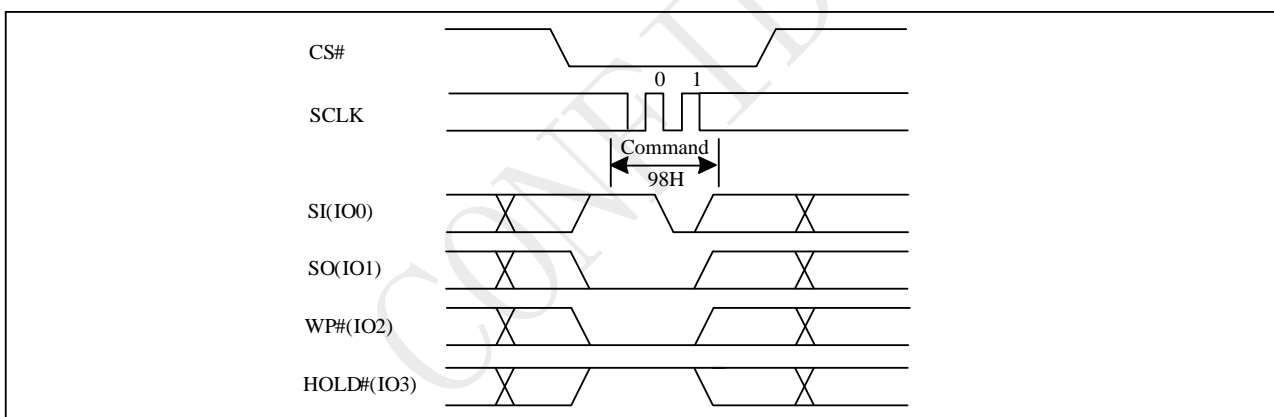 CS#
0 1
SCLK
Command
98H
SI(IO0)
SO(IO1)
WP#(IO2)
HOLD#(IO3)